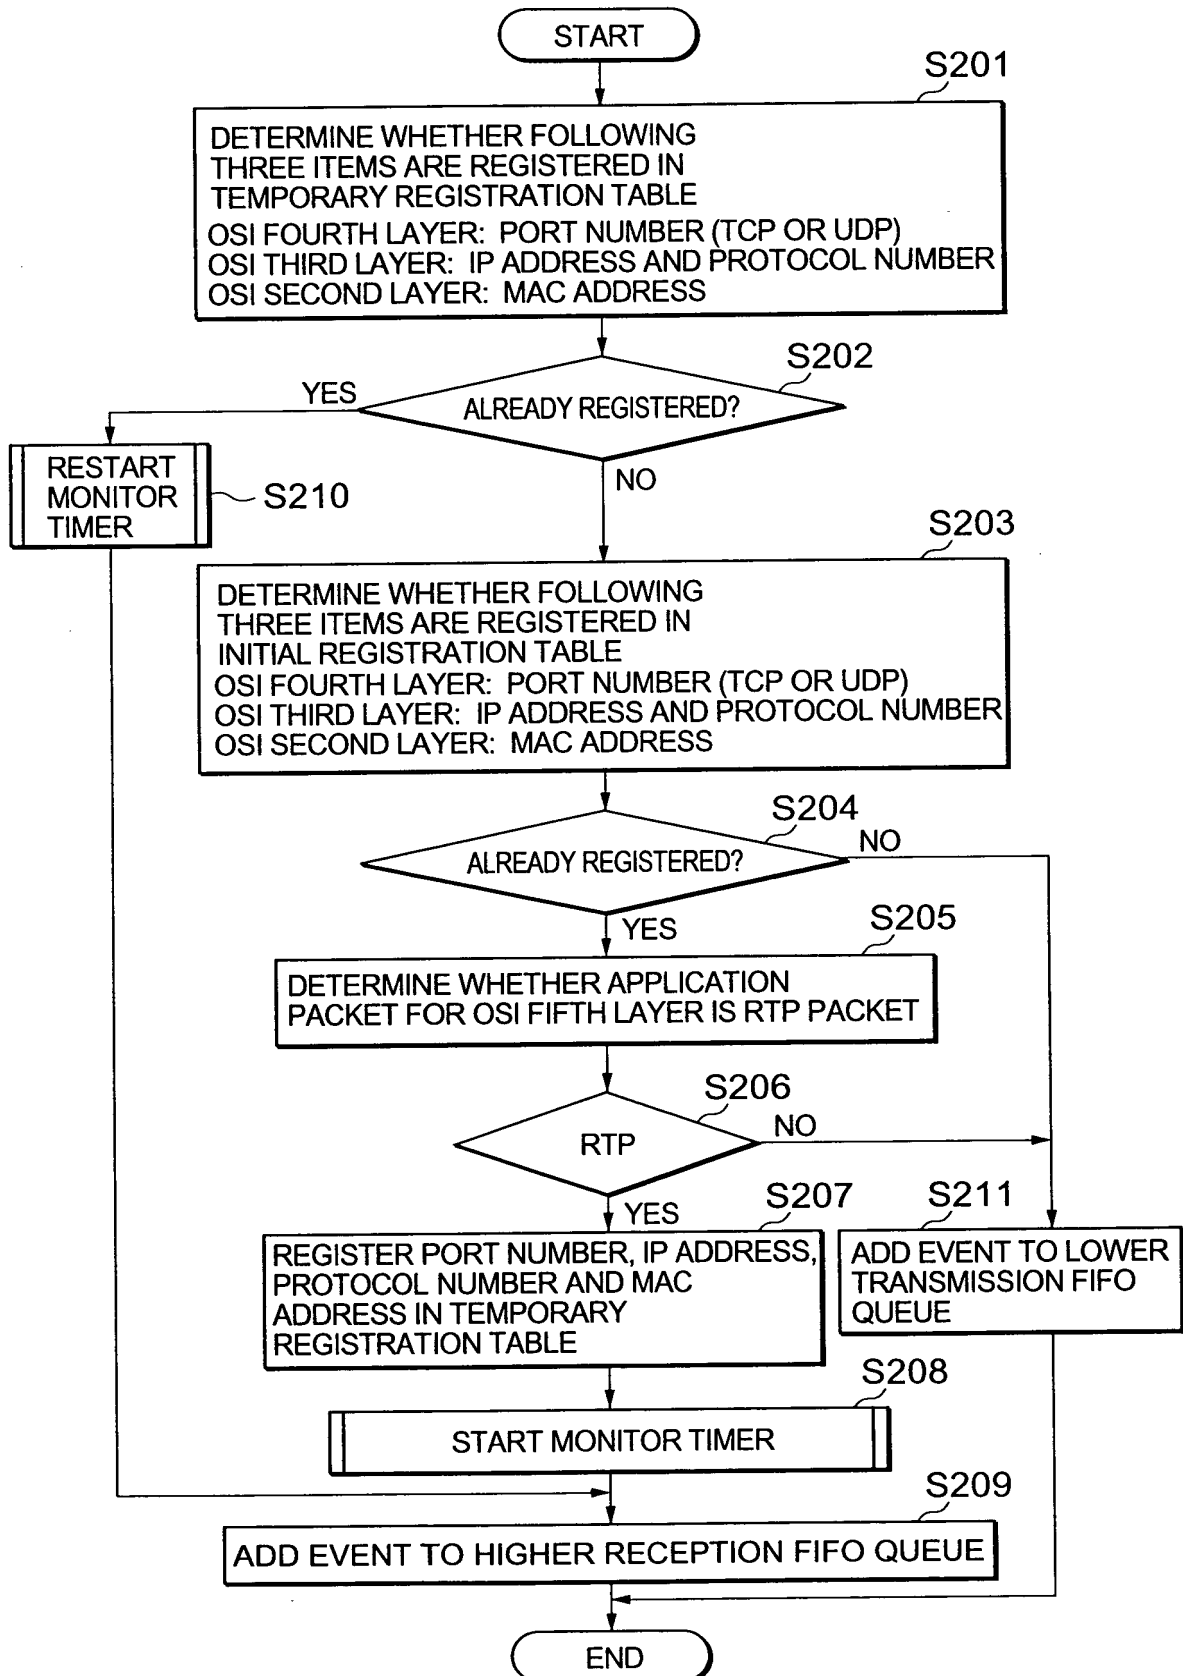 START
S201
DETERMINE WHETHER FOLLOWING
THREE ITEMS ARE REGISTERED IN
TEMPORARY REGISTRATION TABLE
OSI FOURTH LAYER: PORT NUMBER (TCP OR UDP)
OSI THIRD LAYER: IP ADDRESS AND PROTOCOL NUMBER
OSI SECOND LAYER: MAC ADDRESS
S202
YES
ALREADY REGISTERED?
NO
RESTART
MONITOR
TIMER
S210
S203
DETERMINE WHETHER FOLLOWING
THREE ITEMS ARE REGISTERED IN
INITIAL REGISTRATION TABLE
OSI FOURTH LAYER: PORT NUMBER (TCP OR UDP)
OSI THIRD LAYER: IP ADDRESS AND PROTOCOL NUMBER
OSI SECOND LAYER: MAC ADDRESS
S204
NO
ALREADY REGISTERED?
YES
S205
DETERMINE WHETHER APPLICATION
PACKET FOR OSI FIFTH LAYER IS RTP PACKET
S206
RTP
NO
YES
S207
REGISTER PORT NUMBER, IP ADDRESS,
PROTOCOL NUMBER AND MAC
ADDRESS IN TEMPORARY
REGISTRATION TABLE
S211
ADD EVENT TO LOWER
TRANSMISSION FIFO
QUEUE
S208
START MONITOR TIMER
S209
ADD EVENT TO HIGHER RECEPTION FIFO QUEUE
END